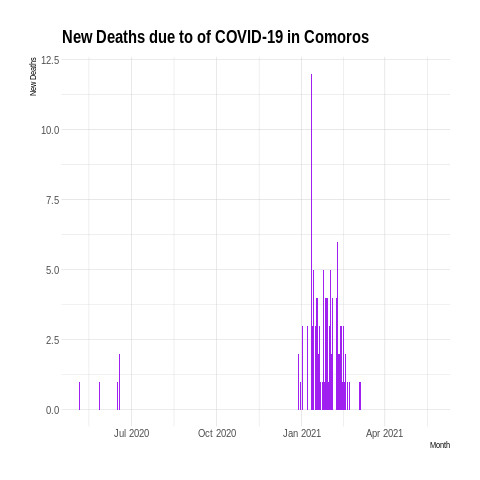 New Deaths due to of COVID-19 in Comoros
New Deaths
12.5
10.0
7.5
5.0
2.5
0.0
Jul 2020 Oct 2020 Jan 2021 Apr 2021
Month